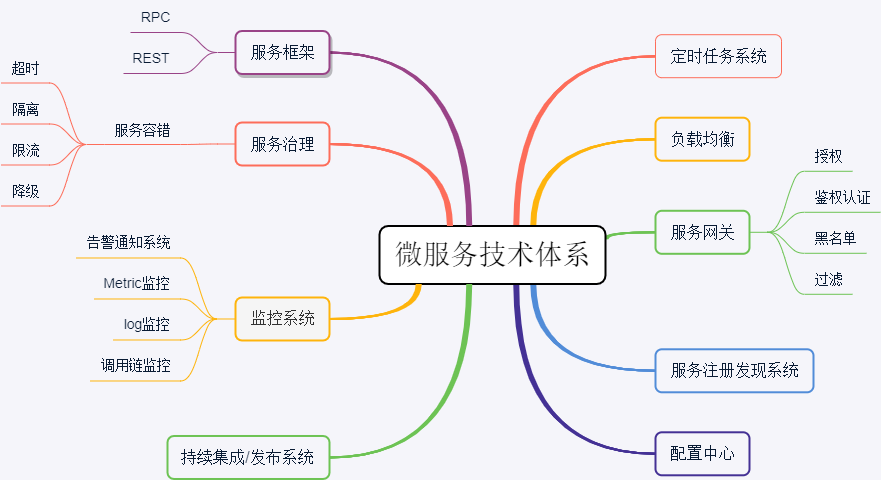 微服务技术体系
服务框架
RPC
REST
服务治理
服务容错
超时
隔离
限流
降级
监控系统
告警通知系统
Metric监控
log监控
调用链监控
持续集成/发布系统
定时任务系统
负载均衡
服务网关
授权
鉴权认证
黑名单
过滤
服务注册发现系统
配置中心